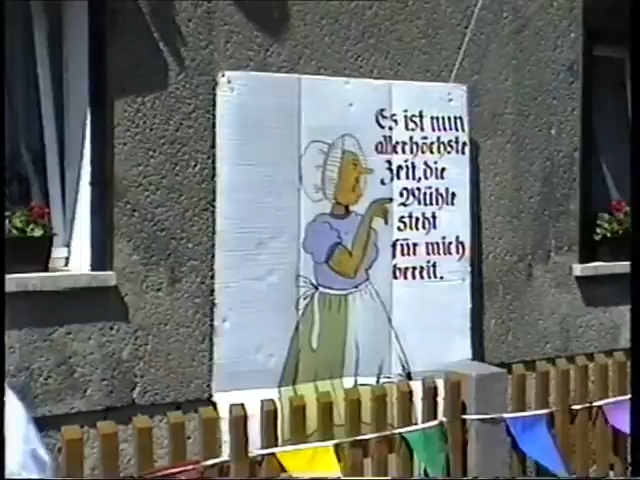 Es ist nun
allerhöchste
Zeit, die
Mühle
steht
für mich
bereit.